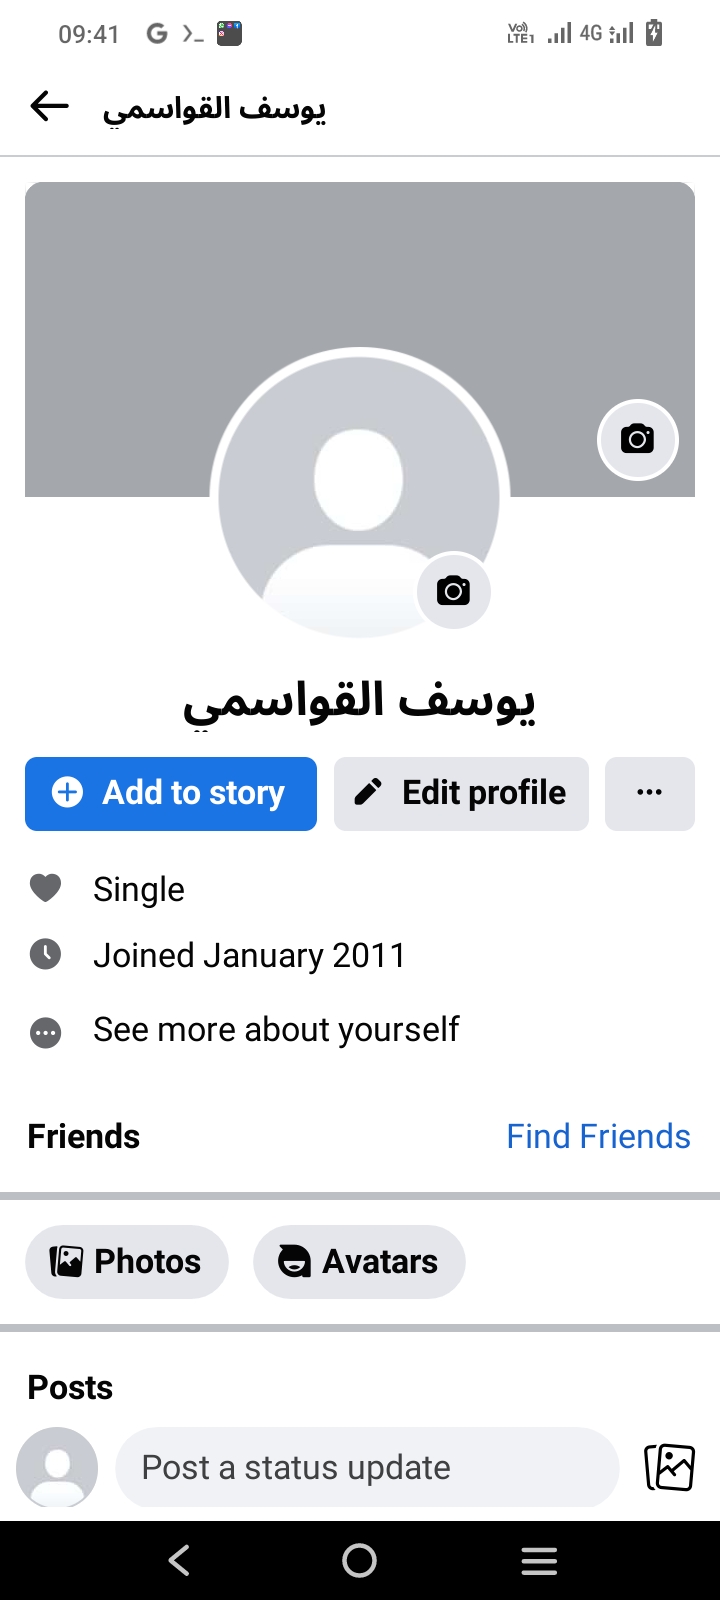 09:41 G >_ Vo) LTE1 4G
يوسف القواسمي
يوسف القواسمي
Add to story Edit profile ...
Single
Joined January 2011
See more about yourself
Friends Find Friends
Photos Avatars
Posts
Post a status update